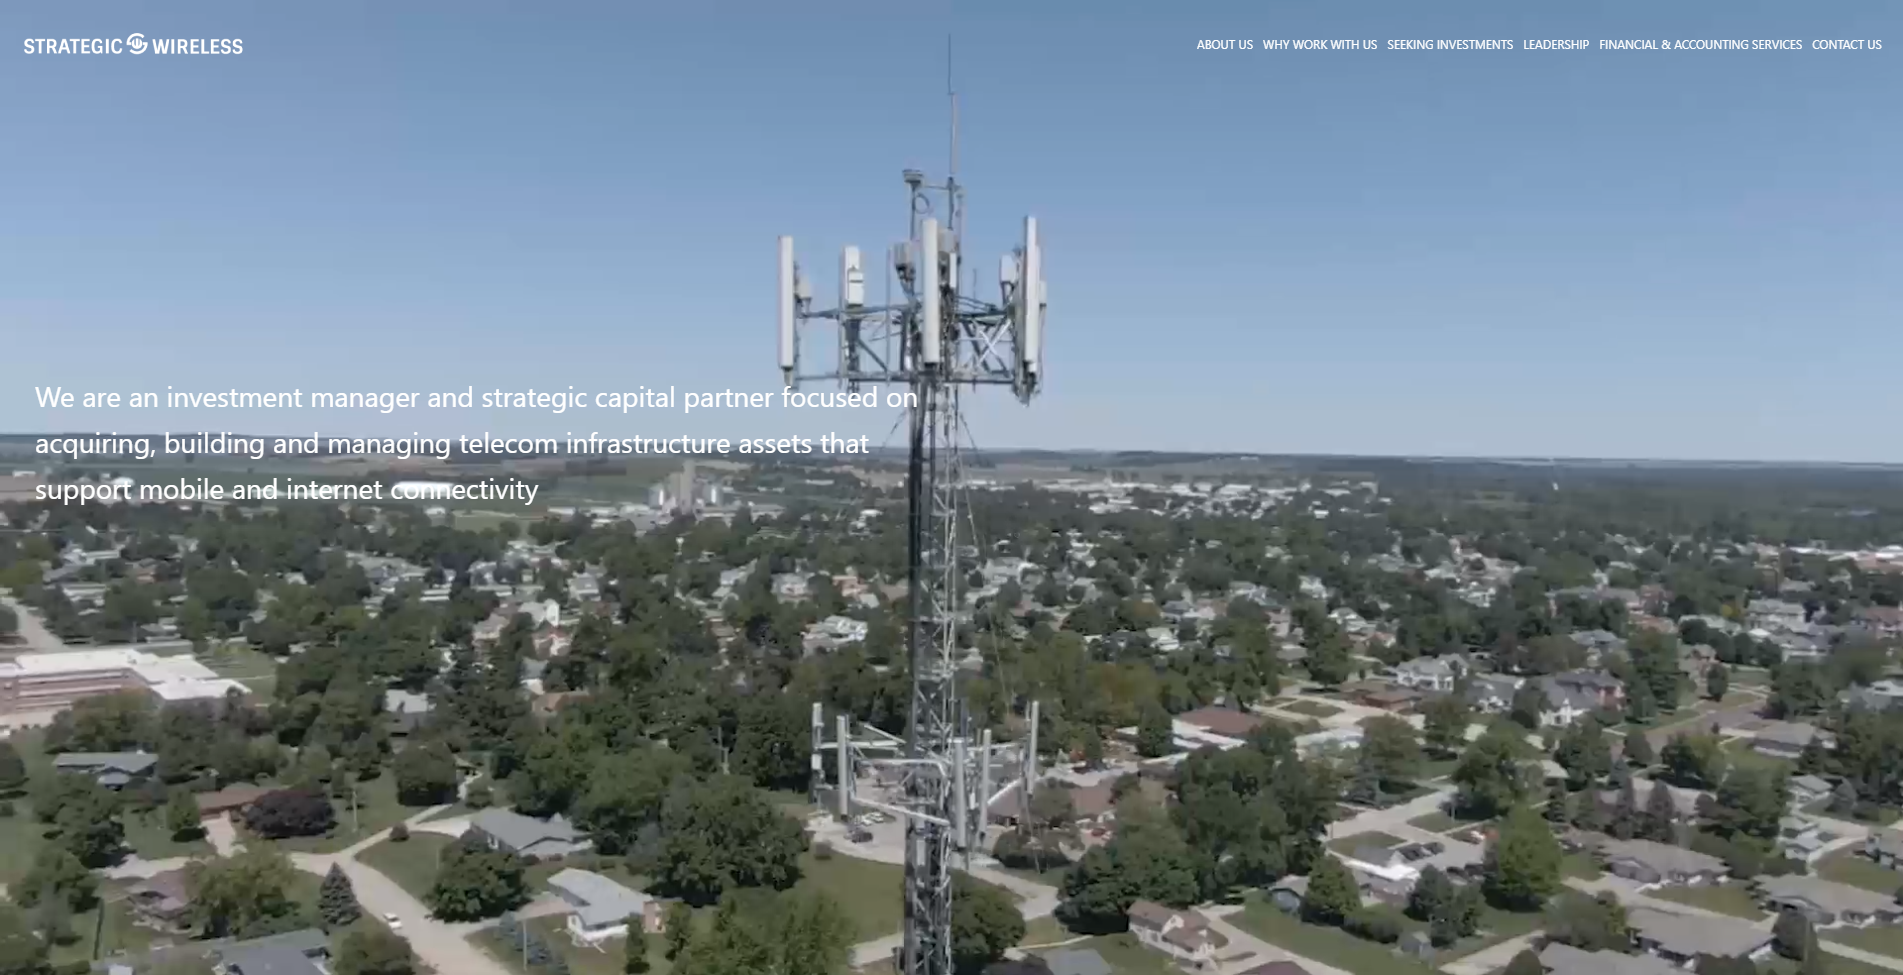 STRATEGIC WIRELESS
ABOUT US WHY WORK WITH US SEEKING INVESTMENTS LEADERSHIP FINANCIAL & ACCOUNTING SERVICES CONTACT US
We are an investment manager and strategic capital partner focused on
acquiring, building and managing telecom infrastructure assets that
support mobile and internet connectivity